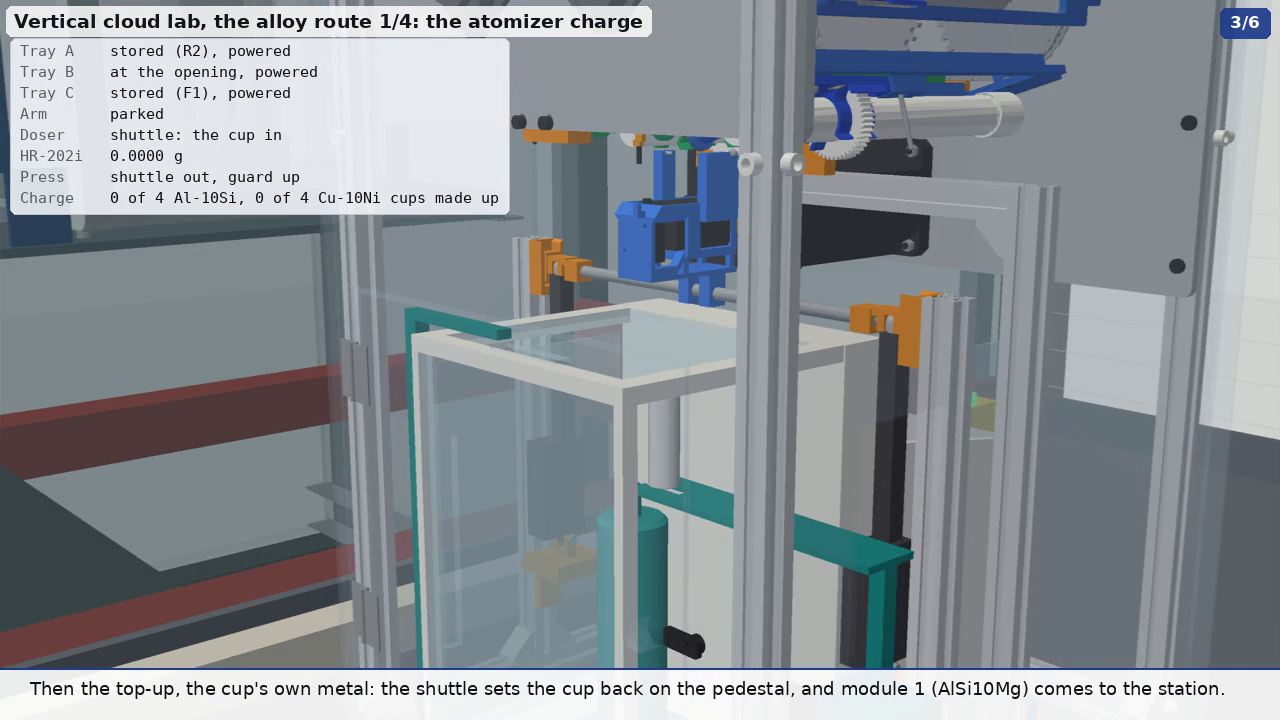 Vertical cloud lab, the alloy route 1/4: the atomizer charge
3/6
Tray A stored (R2), powered
Tray B at the opening, powered
Tray C stored (F1), powered
Arm parked
Doser shuttle: the cup in
HR-202i 0.0000 g
Press shuttle out, guard up
Charge 0 of 4 Al-10Si, 0 of 4 Cu-10Ni cups made up
Then the top-up, the cup's own metal: the shuttle sets the cup back on the pedestal, and module 1 (AlSi10Mg) comes to the station.